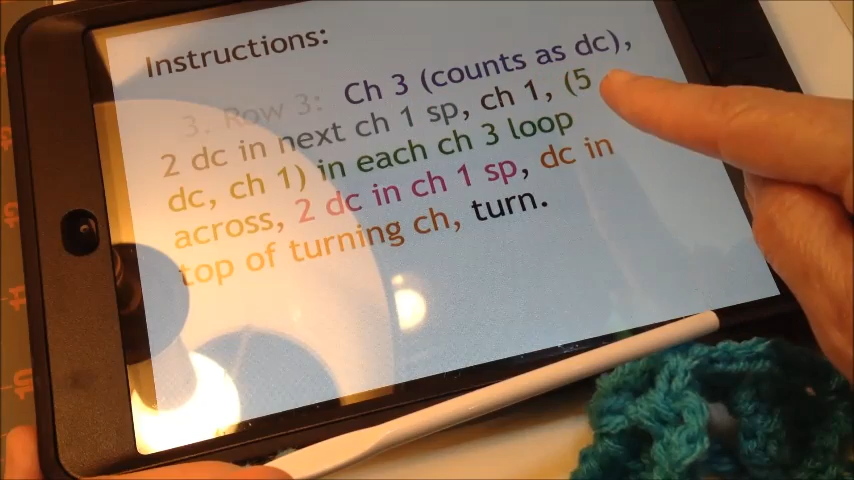 Instructions:
3. Row 3: Ch 3 (counts as dc),
2 dc in next ch 1 sp, ch 1, (5
dc, ch 1) in each ch 3 loop
across, 2 dc in ch 1 sp, dc in
top of turning ch, turn.